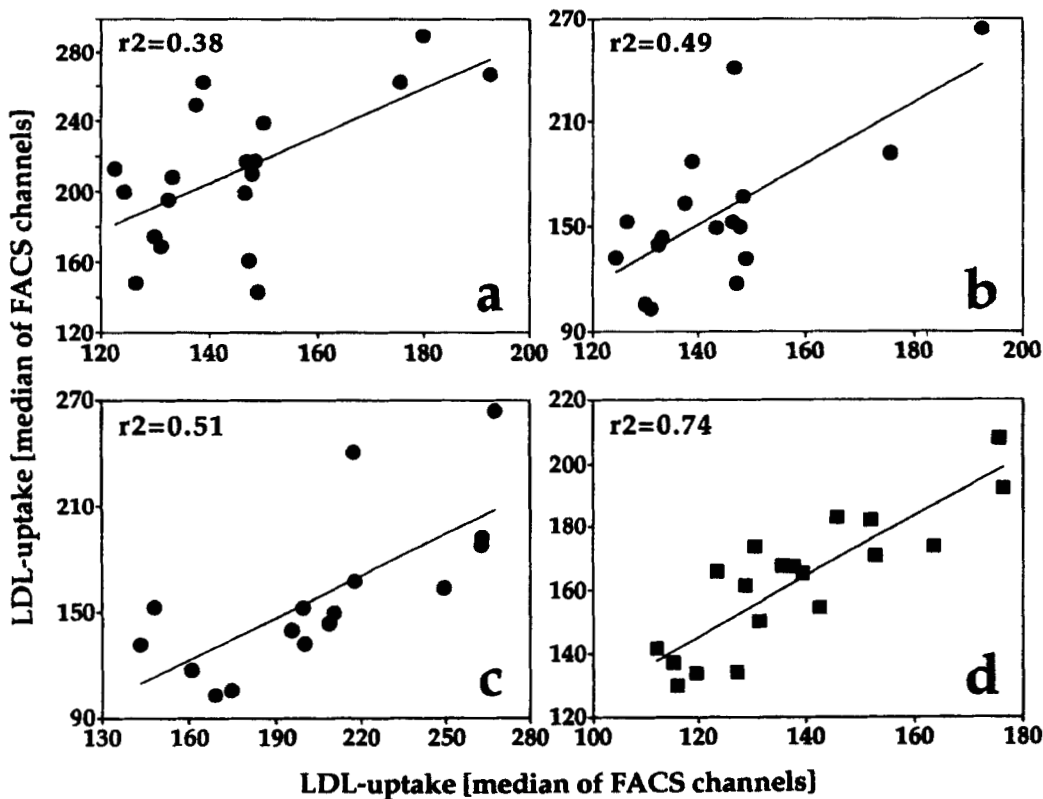 LDL-uptake [median of FACS channels]
r2=0.38
280
240
200
160
120
120 140 160 180 200
a
r2=0.49
270
210
150
90
120 140 160 180 200
b
r2=0.51
270
210
150
90
130 160 190 220 250 280
c
r2=0.74
220
200
180
160
140
120
100 120 140 160 180
d
LDL-uptake [median of FACS channels]